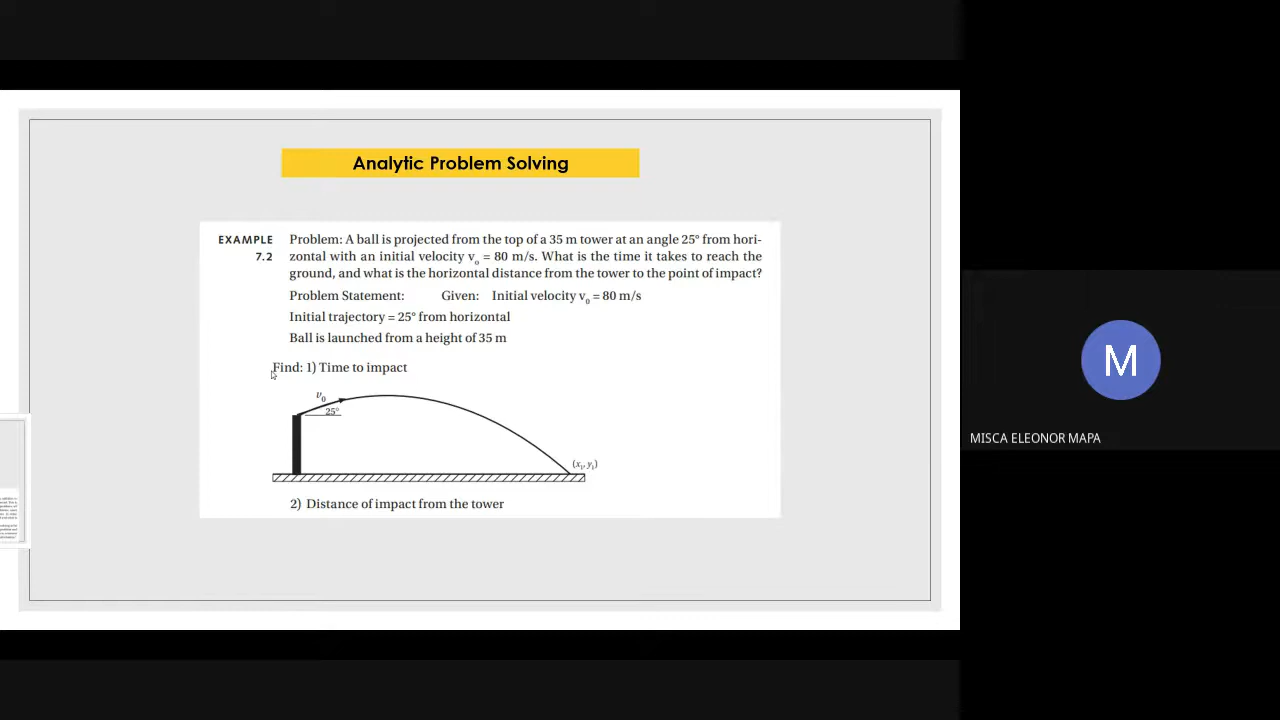 Analytic Problem Solving
EXAMPLE 7.2
Problem: A ball is projected from the top of a 35 m tower at an angle 25° from hori-
zontal with an initial velocity v₀ = 80 m/s. What is the time it takes to reach the
ground, and what is the horizontal distance from the tower to the point of impact?
Problem Statement: Given: Initial velocity v₀ = 80 m/s
Initial trajectory = 25° from horizontal
Ball is launched from a height of 35 m
Find: 1) Time to impact
v₀
25°
(x₁, y₁)
2) Distance of impact from the tower
M
MISCA ELEONOR MAPA